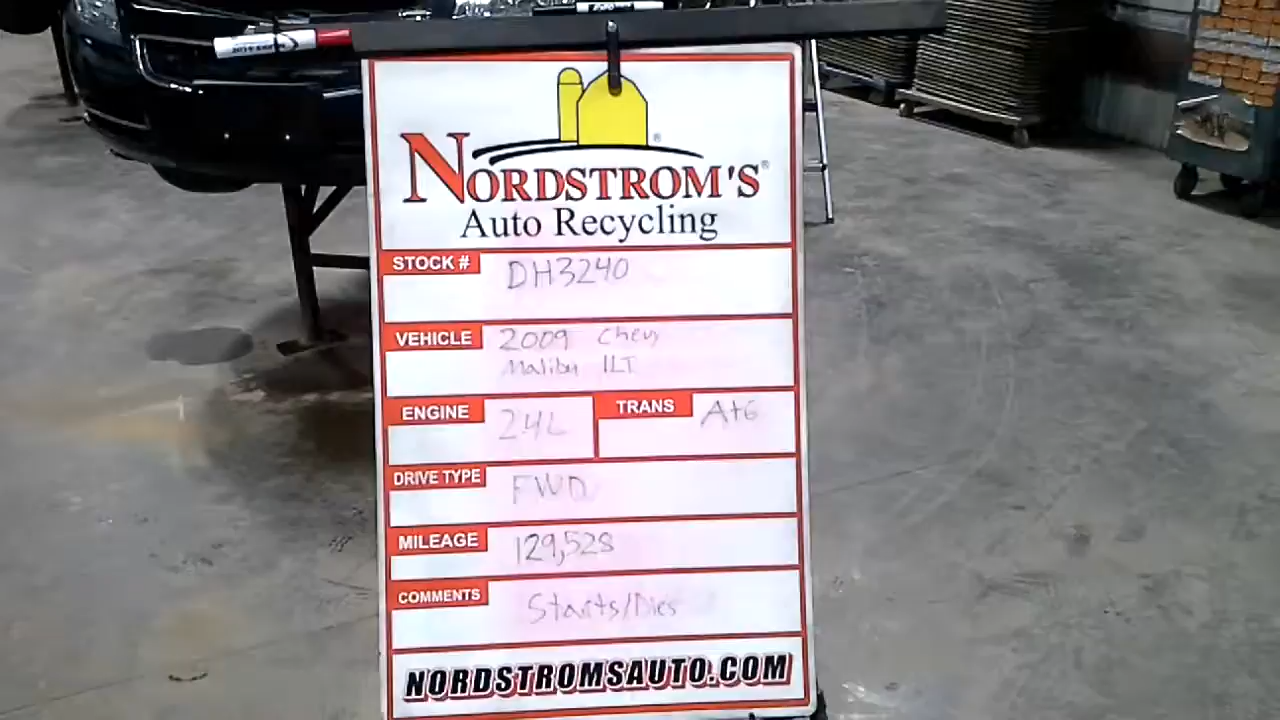 NORDSTROM'S®
Auto Recycling
STOCK # DH3240
VEHICLE 2009 Chevy
Malibu 1LT
ENGINE 2.4L TRANS At6
DRIVE TYPE FWD
MILEAGE 129,528
COMMENTS Starts/Dies
NORDSTROMSAUTO.COM